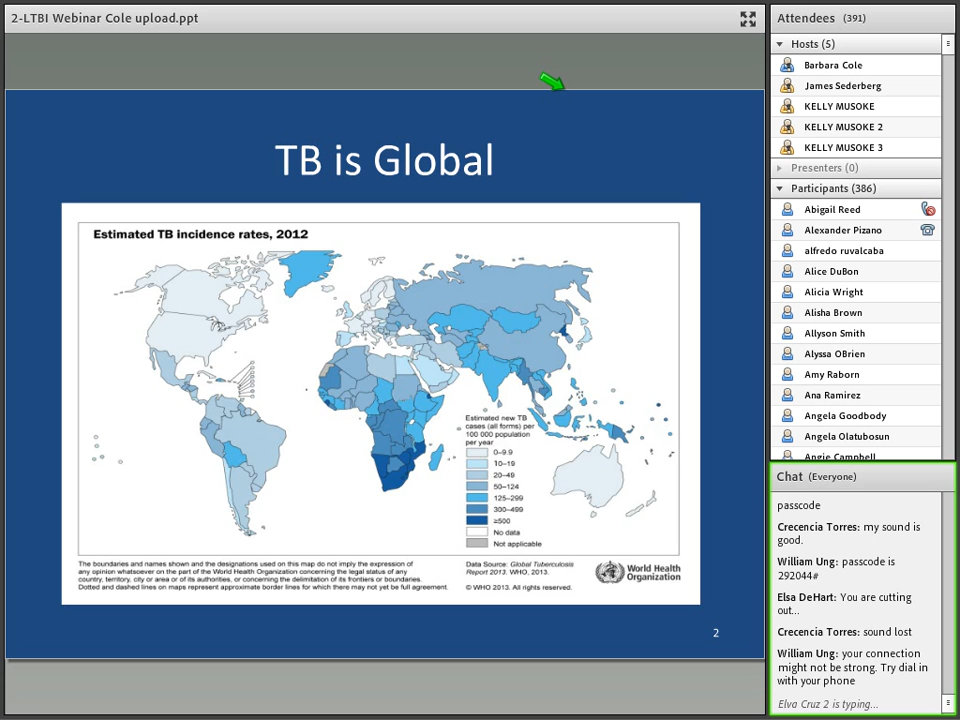 2-LTBI Webinar Cole upload.ppt
TB is Global
Estimated TB incidence rates, 2012
Estimated new TB
cases (all forms) per
100 000 population
per year
0–9.9
10–19
20–49
50–124
125–299
300–499
≥500
No data
Not applicable
The boundaries and names shown and the designations used on this map do not imply the expression of
any opinion whatsoever on the part of the World Health Organization concerning the legal status of any
country, territory, city or area or of its authorities, or concerning the delimitation of its frontiers or boundaries.
Dotted and dashed lines on maps represent approximate border lines for which there may not yet be full agreement.
Data Source: Global Tuberculosis
Report 2013. WHO, 2013.
© WHO 2013. All rights reserved.
World Health
Organization
2
Attendees (391)
Hosts (5)
Barbara Cole
James Sederberg
KELLY MUSOKE
KELLY MUSOKE 2
KELLY MUSOKE 3
Presenters (0)
Participants (386)
Abigail Reed
Alexander Pizano
alfredo ruvalcaba
Alice DuBon
Alicia Wright
Alisha Brown
Allyson Smith
Alyssa OBrien
Amy Raborn
Ana Ramirez
Angela Goodbody
Angela Olatubosun
Angie Campbell
Chat (Everyone)
passcode
Crecencia Torres: my sound is
good.
William Ung: passcode is
292044#
Elsa DeHart: You are cutting
out...
Crecencia Torres: sound lost
William Ung: your connection
might not be strong. Try dial in
with your phone
Elva Cruz 2 is typing...